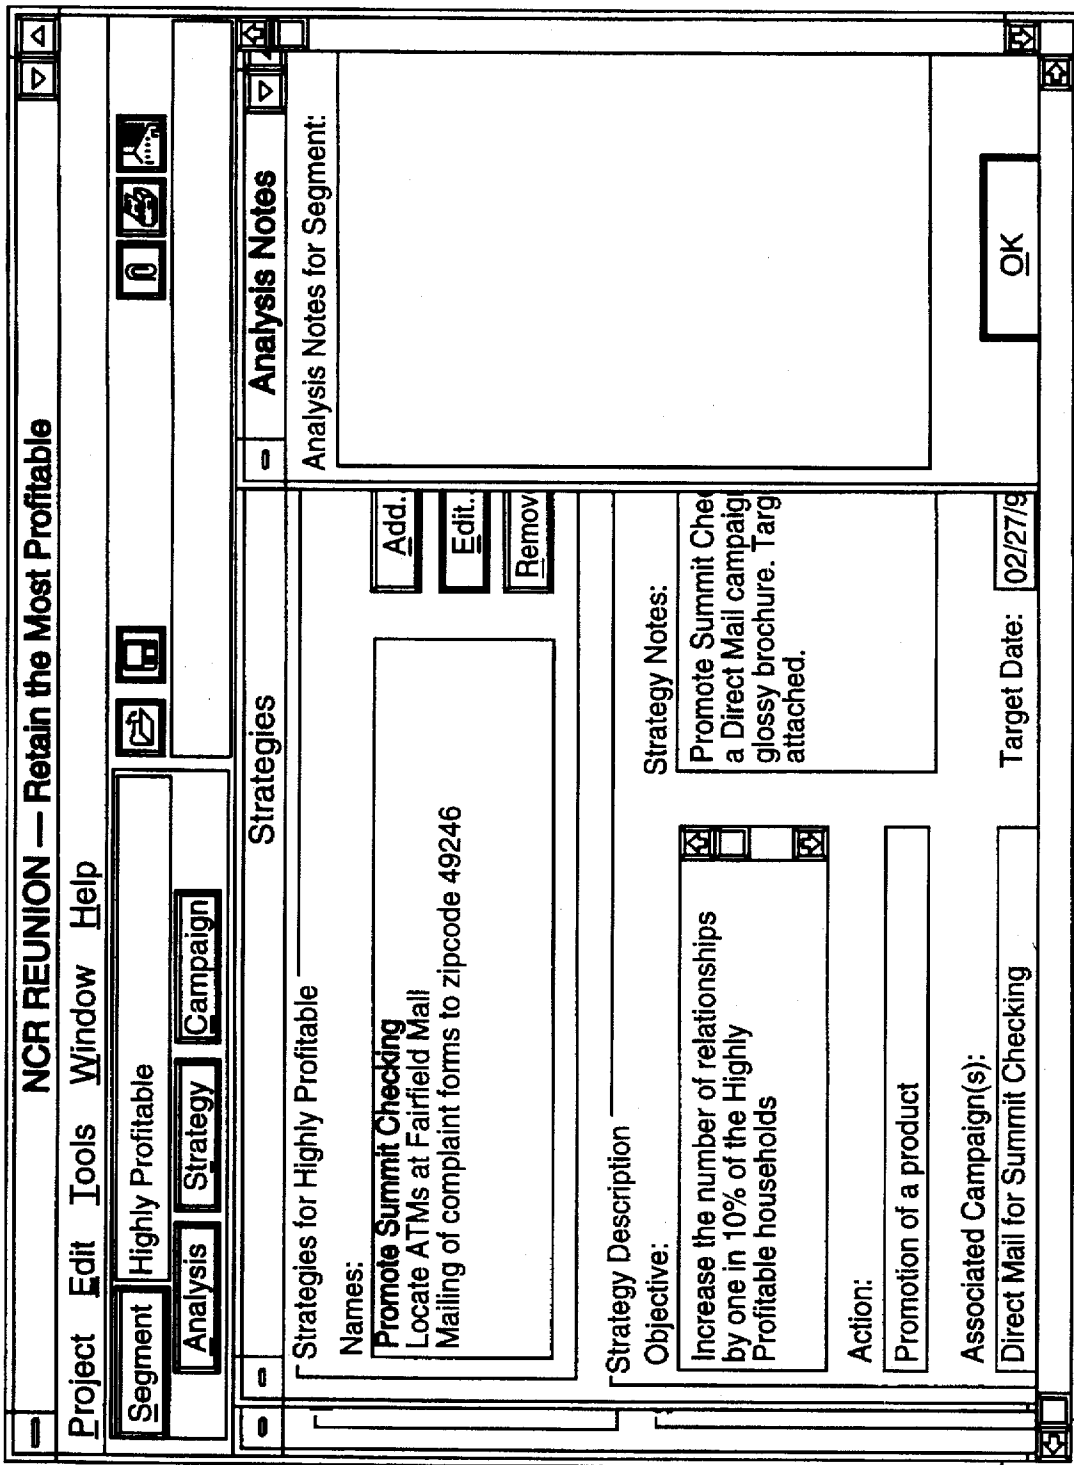 NCR REUNION — Retain the Most Profitable
Project Edit Tools Window Help
Segment Highly Profitable
Analysis Strategy Campaign
Strategies
Strategies for Highly Profitable
Names:
Promote Summit Checking
Locate ATMs at Fairfield Mall
Mailing of complaint forms to zipcode 49246
Add..
Edit..
Remov
Strategy Description
Objective:
Increase the number of relationships
by one in 10% of the Highly
Profitable households
Strategy Notes:
Promote Summit Chec
a Direct Mail campaign
glossy brochure. Targ
attached.
Action:
Promotion of a product
Associated Campaign(s):
Direct Mail for Summit Checking
Target Date: 02/27/9
Analysis Notes
Analysis Notes for Segment:
OK